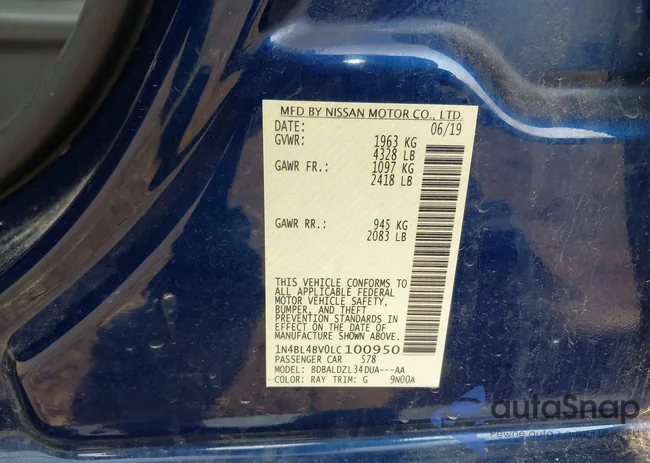 MFD BY NISSAN MOTOR CO., LTD.
DATE: 06/19
GVWR: 1963 KG
4328 LB
GAWR FR.: 1097 KG
2418 LB
GAWR RR.: 945 KG
2083 LB
THIS VEHICLE CONFORMS TO
ALL APPLICABLE FEDERAL
MOTOR VEHICLE SAFETY,
BUMPER, AND THEFT
PREVENTION STANDARDS IN
EFFECT ON THE DATE OF
MANUFACTURE SHOWN ABOVE.
1N4BL4BV0LC100950
PASSENGER CAR 578
MODEL: BDBALDZL34DUA---AA
COLOR: RAY TRIM: G 9N00A
autoSnap
Pewne auto z